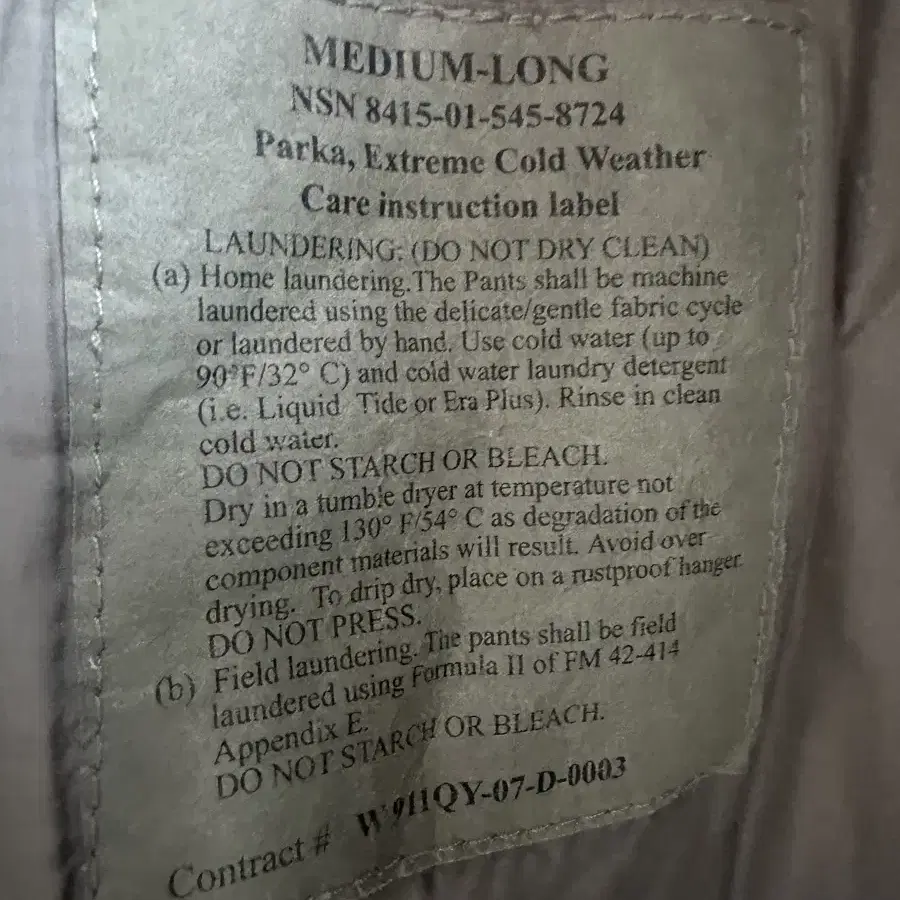 MEDIUM-LONG
NSN 8415-01-545-8724
Parka, Extreme Cold Weather
Care instruction label
LAUNDERING: (DO NOT DRY CLEAN)
(a) Home laundering. The Pants shall be machine
laundered using the delicate/gentle fabric cycle
or laundered by hand. Use cold water (up to
90°F/32° C) and cold water laundry detergent
(i.e. Liquid Tide or Era Plus). Rinse in clean
cold water.
DO NOT STARCH OR BLEACH.
Dry in a tumble dryer at temperature not
exceeding 130° F/54° C as degradation of the
component materials will result. Avoid over
drying. To drip dry, place on a rustproof hanger.
DO NOT PRESS.
(b) Field laundering. The pants shall be field
laundered using Formula II of FM 42-414
Appendix E.
DO NOT STARCH OR BLEACH.
Contract # W911QY-07-D-0003